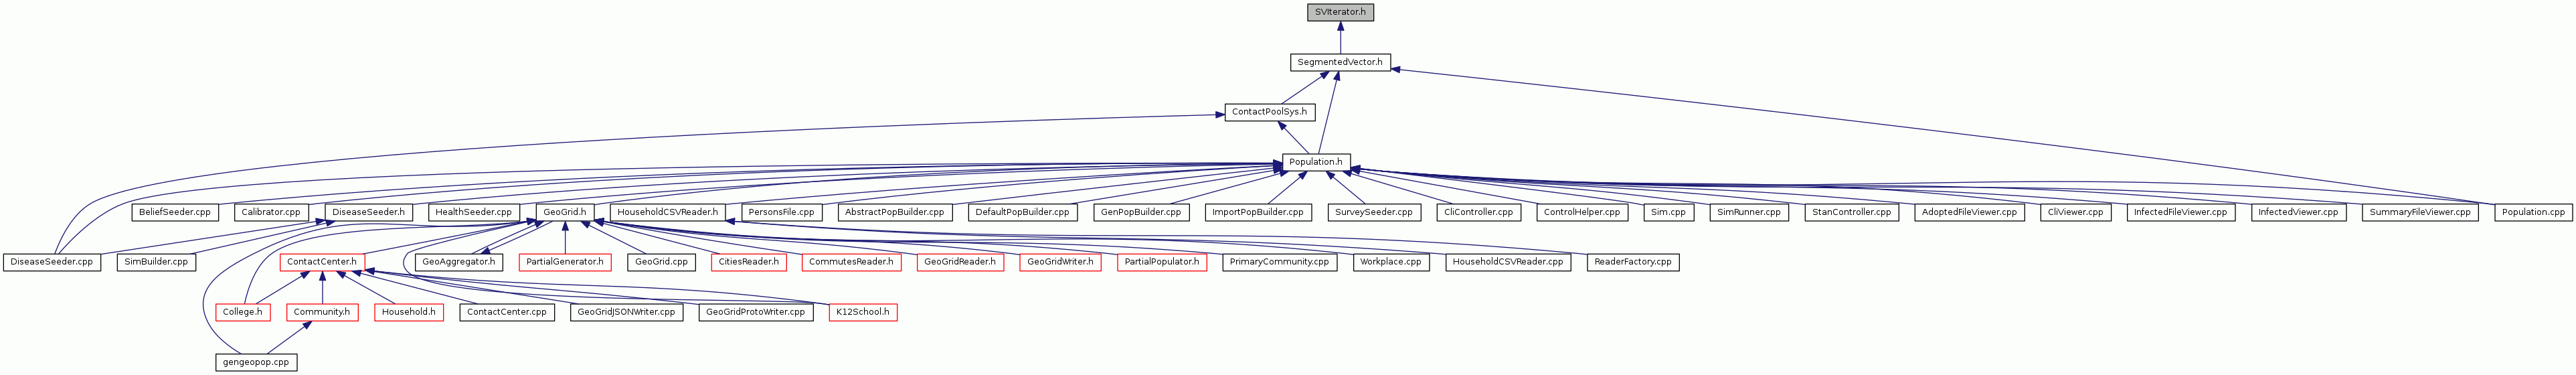 SVIterator.h
SegmentedVector.h
ContactPoolSys.h
Population.h
BeliefSeeder.cpp
Calibrator.cpp
DiseaseSeeder.h
HealthSeeder.cpp
GeoGrid.h
HouseholdCSVReader.h
PersonsFile.cpp
AbstractPopBuilder.cpp
DefaultPopBuilder.cpp
GenPopBuilder.cpp
ImportPopBuilder.cpp
SurveySeeder.cpp
CliController.cpp
ControlHelper.cpp
Sim.cpp
SimRunner.cpp
StanController.cpp
AdoptedFileViewer.cpp
CliViewer.cpp
InfectedFileViewer.cpp
InfectedViewer.cpp
SummaryFileViewer.cpp
Population.cpp
DiseaseSeeder.cpp
SimBuilder.cpp
ContactCenter.h
GeoAggregator.h
PartialGenerator.h
GeoGrid.cpp
CitiesReader.h
CommutesReader.h
GeoGridReader.h
GeoGridWriter.h
PartialPopulator.h
PrimaryCommunity.cpp
Workplace.cpp
HouseholdCSVReader.cpp
ReaderFactory.cpp
College.h
Community.h
Household.h
ContactCenter.cpp
GeoGridJSONWriter.cpp
GeoGridProtoWriter.cpp
K12School.h
gengeopop.cpp